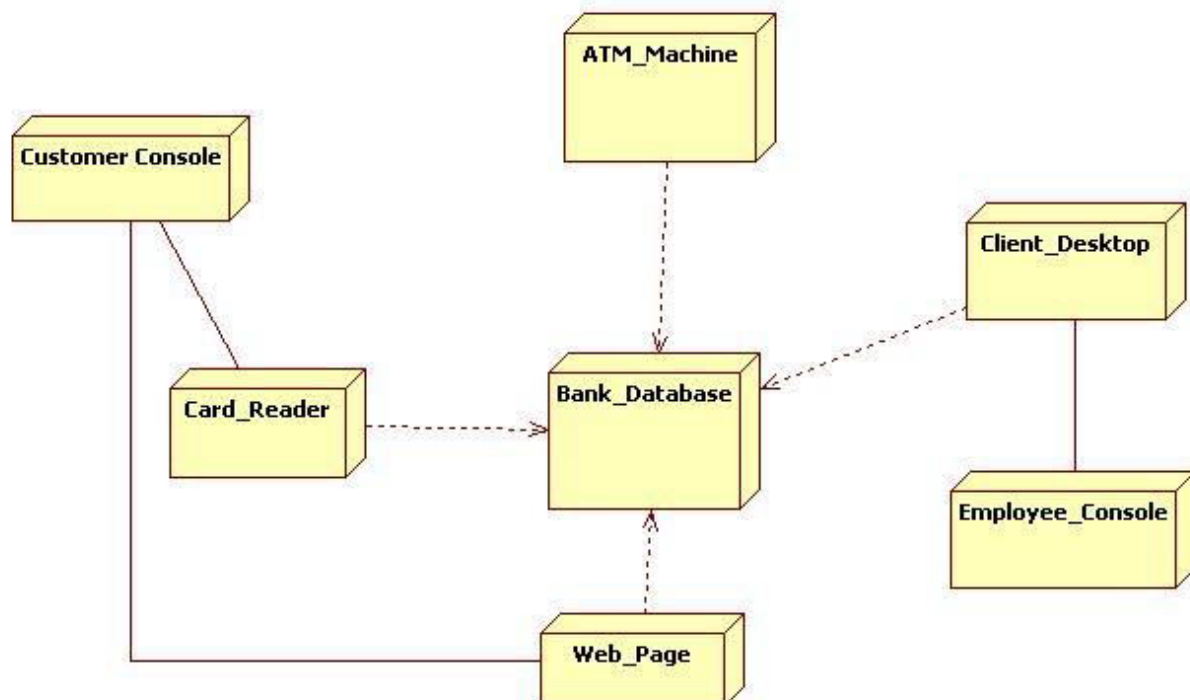 ATM_Machine
Customer Console
Client_Desktop
Card_Reader
Bank_Database
Employee_Console
Web_Page